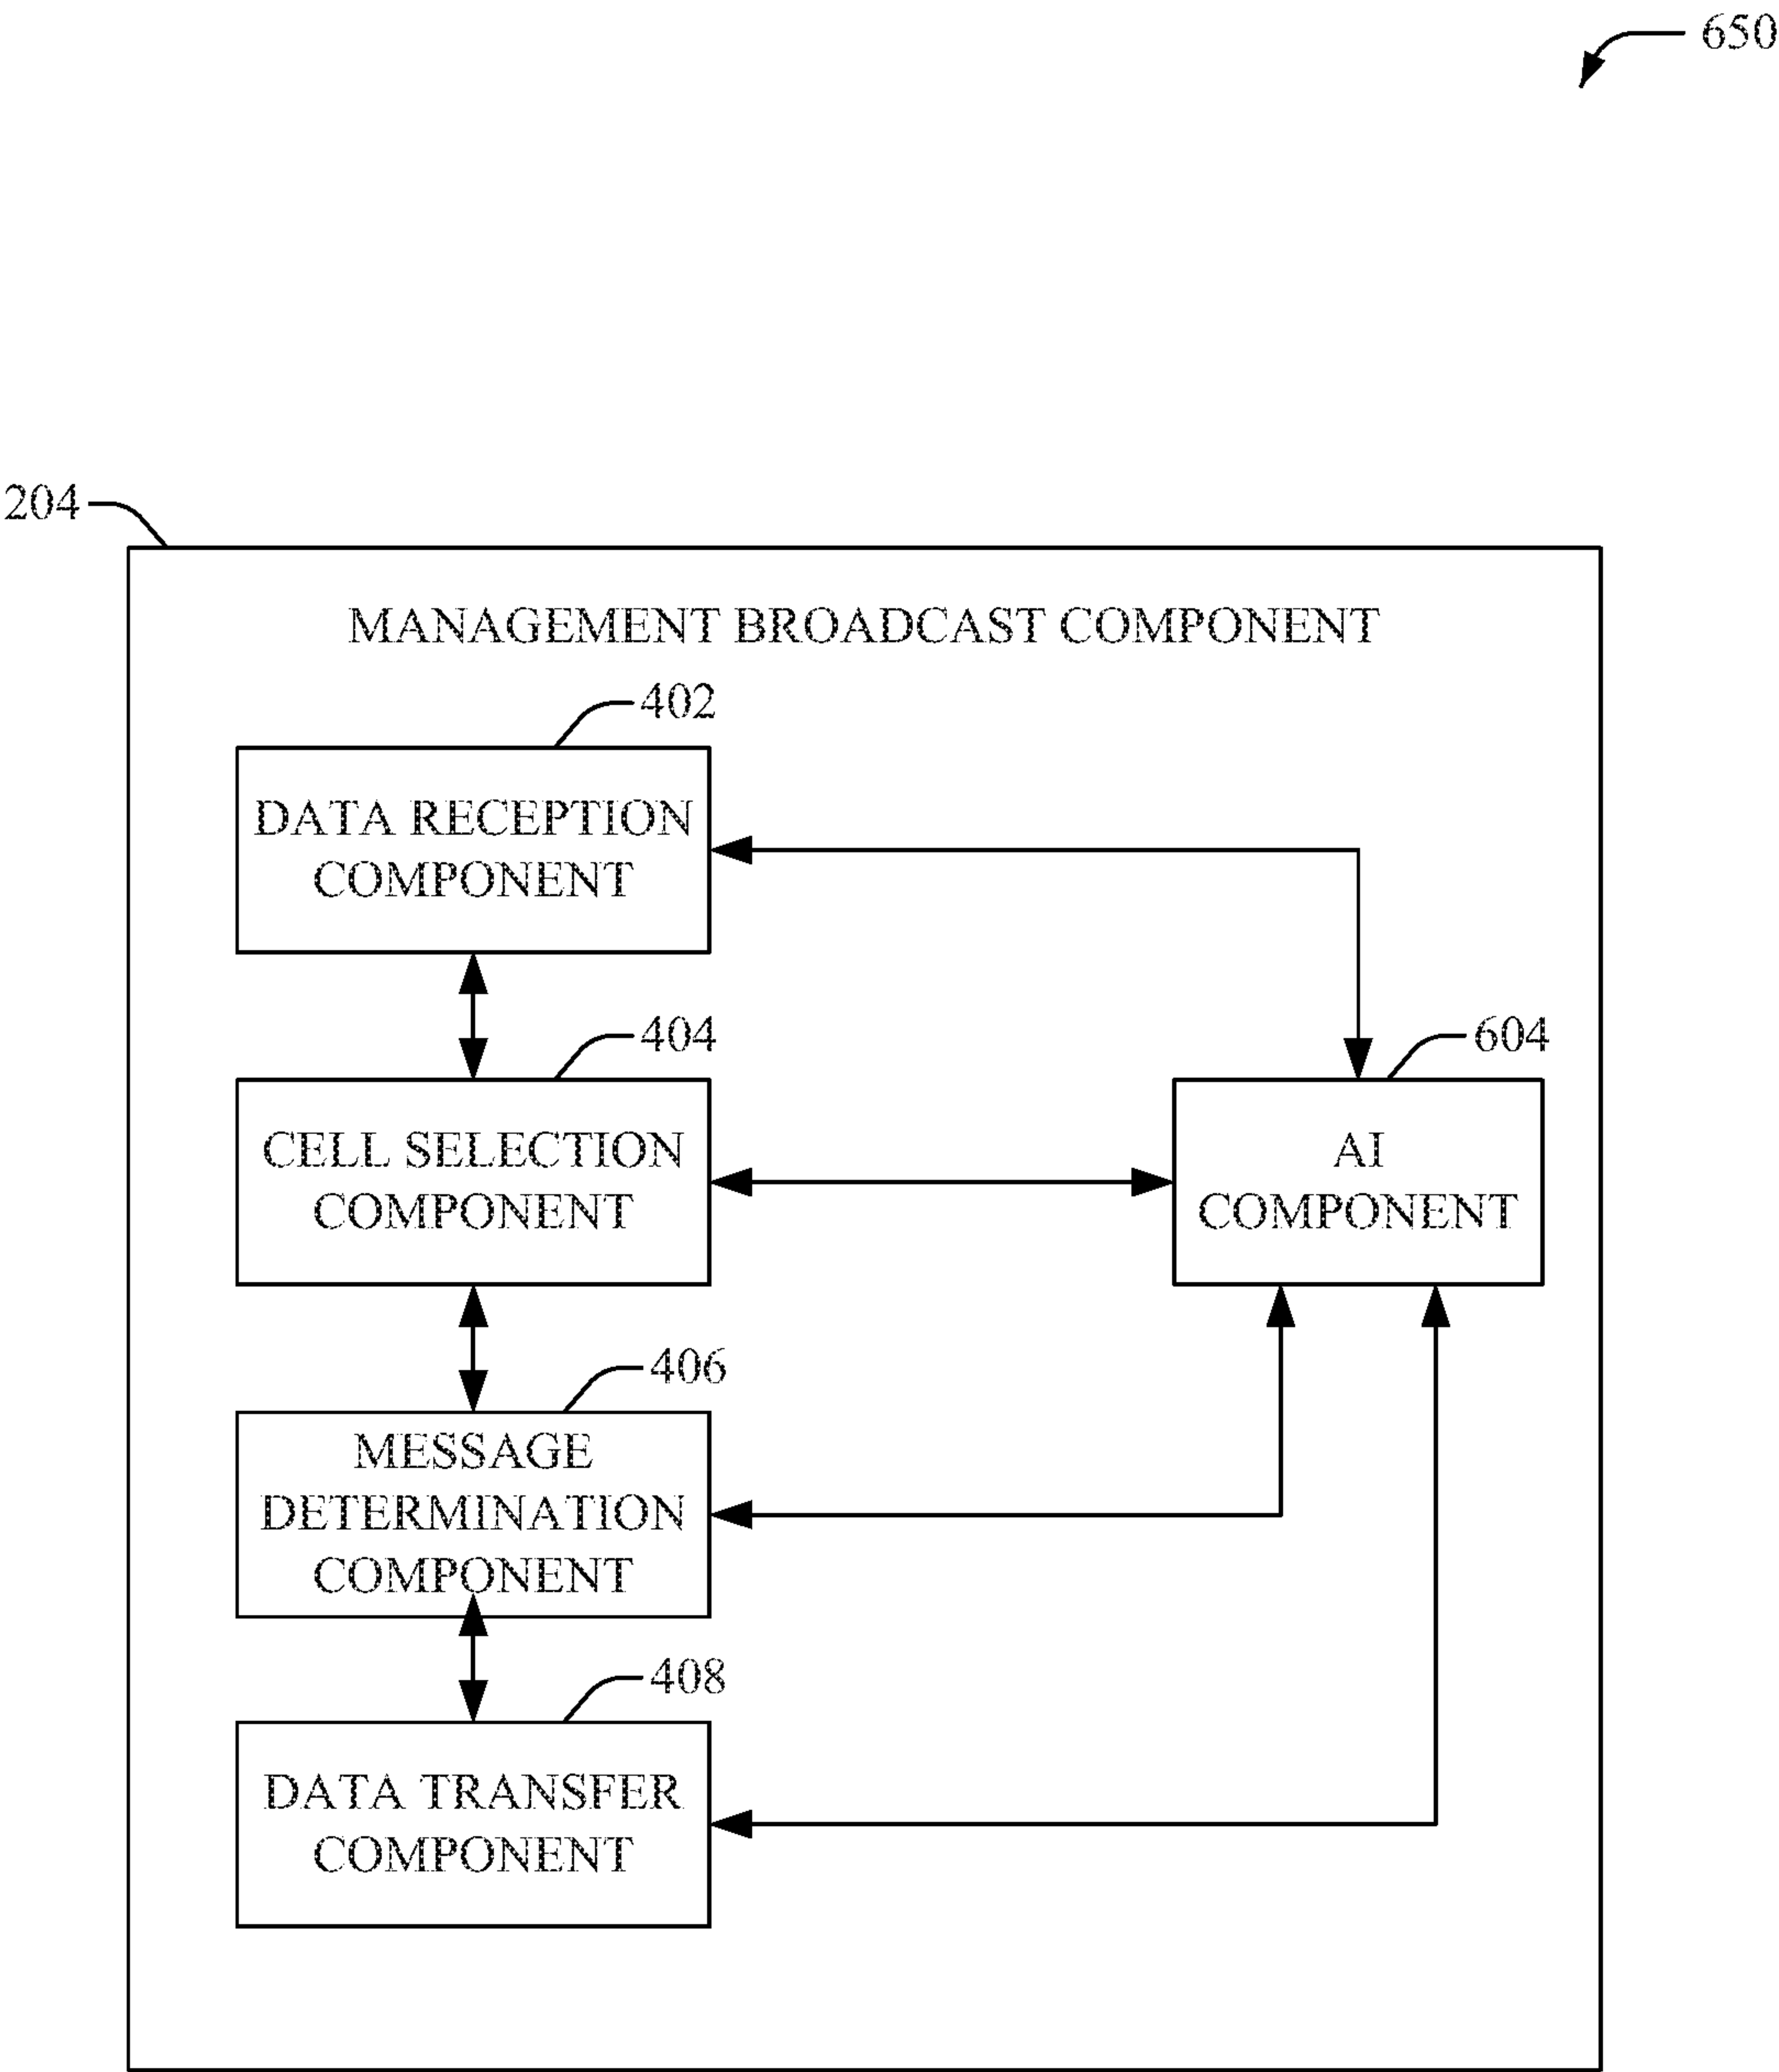 650
204
MANAGEMENT BROADCAST COMPONENT
402
DATA RECEPTION
COMPONENT
404
CELL SELECTION
COMPONENT
604
AI
COMPONENT
406
MESSAGE
DETERMINATION
COMPONENT
408
DATA TRANSFER
COMPONENT